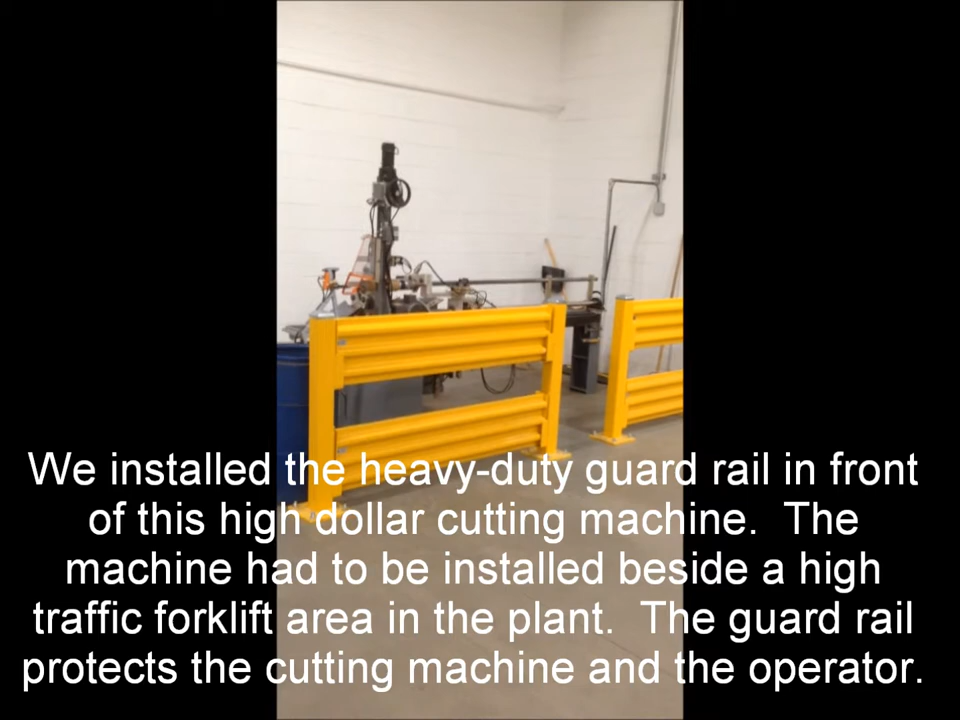 We installed the heavy-duty guard rail in front
of this high dollar cutting machine.  The
machine had to be installed beside a high
traffic forklift area in the plant.  The guard rail
protects the cutting machine and the operator.